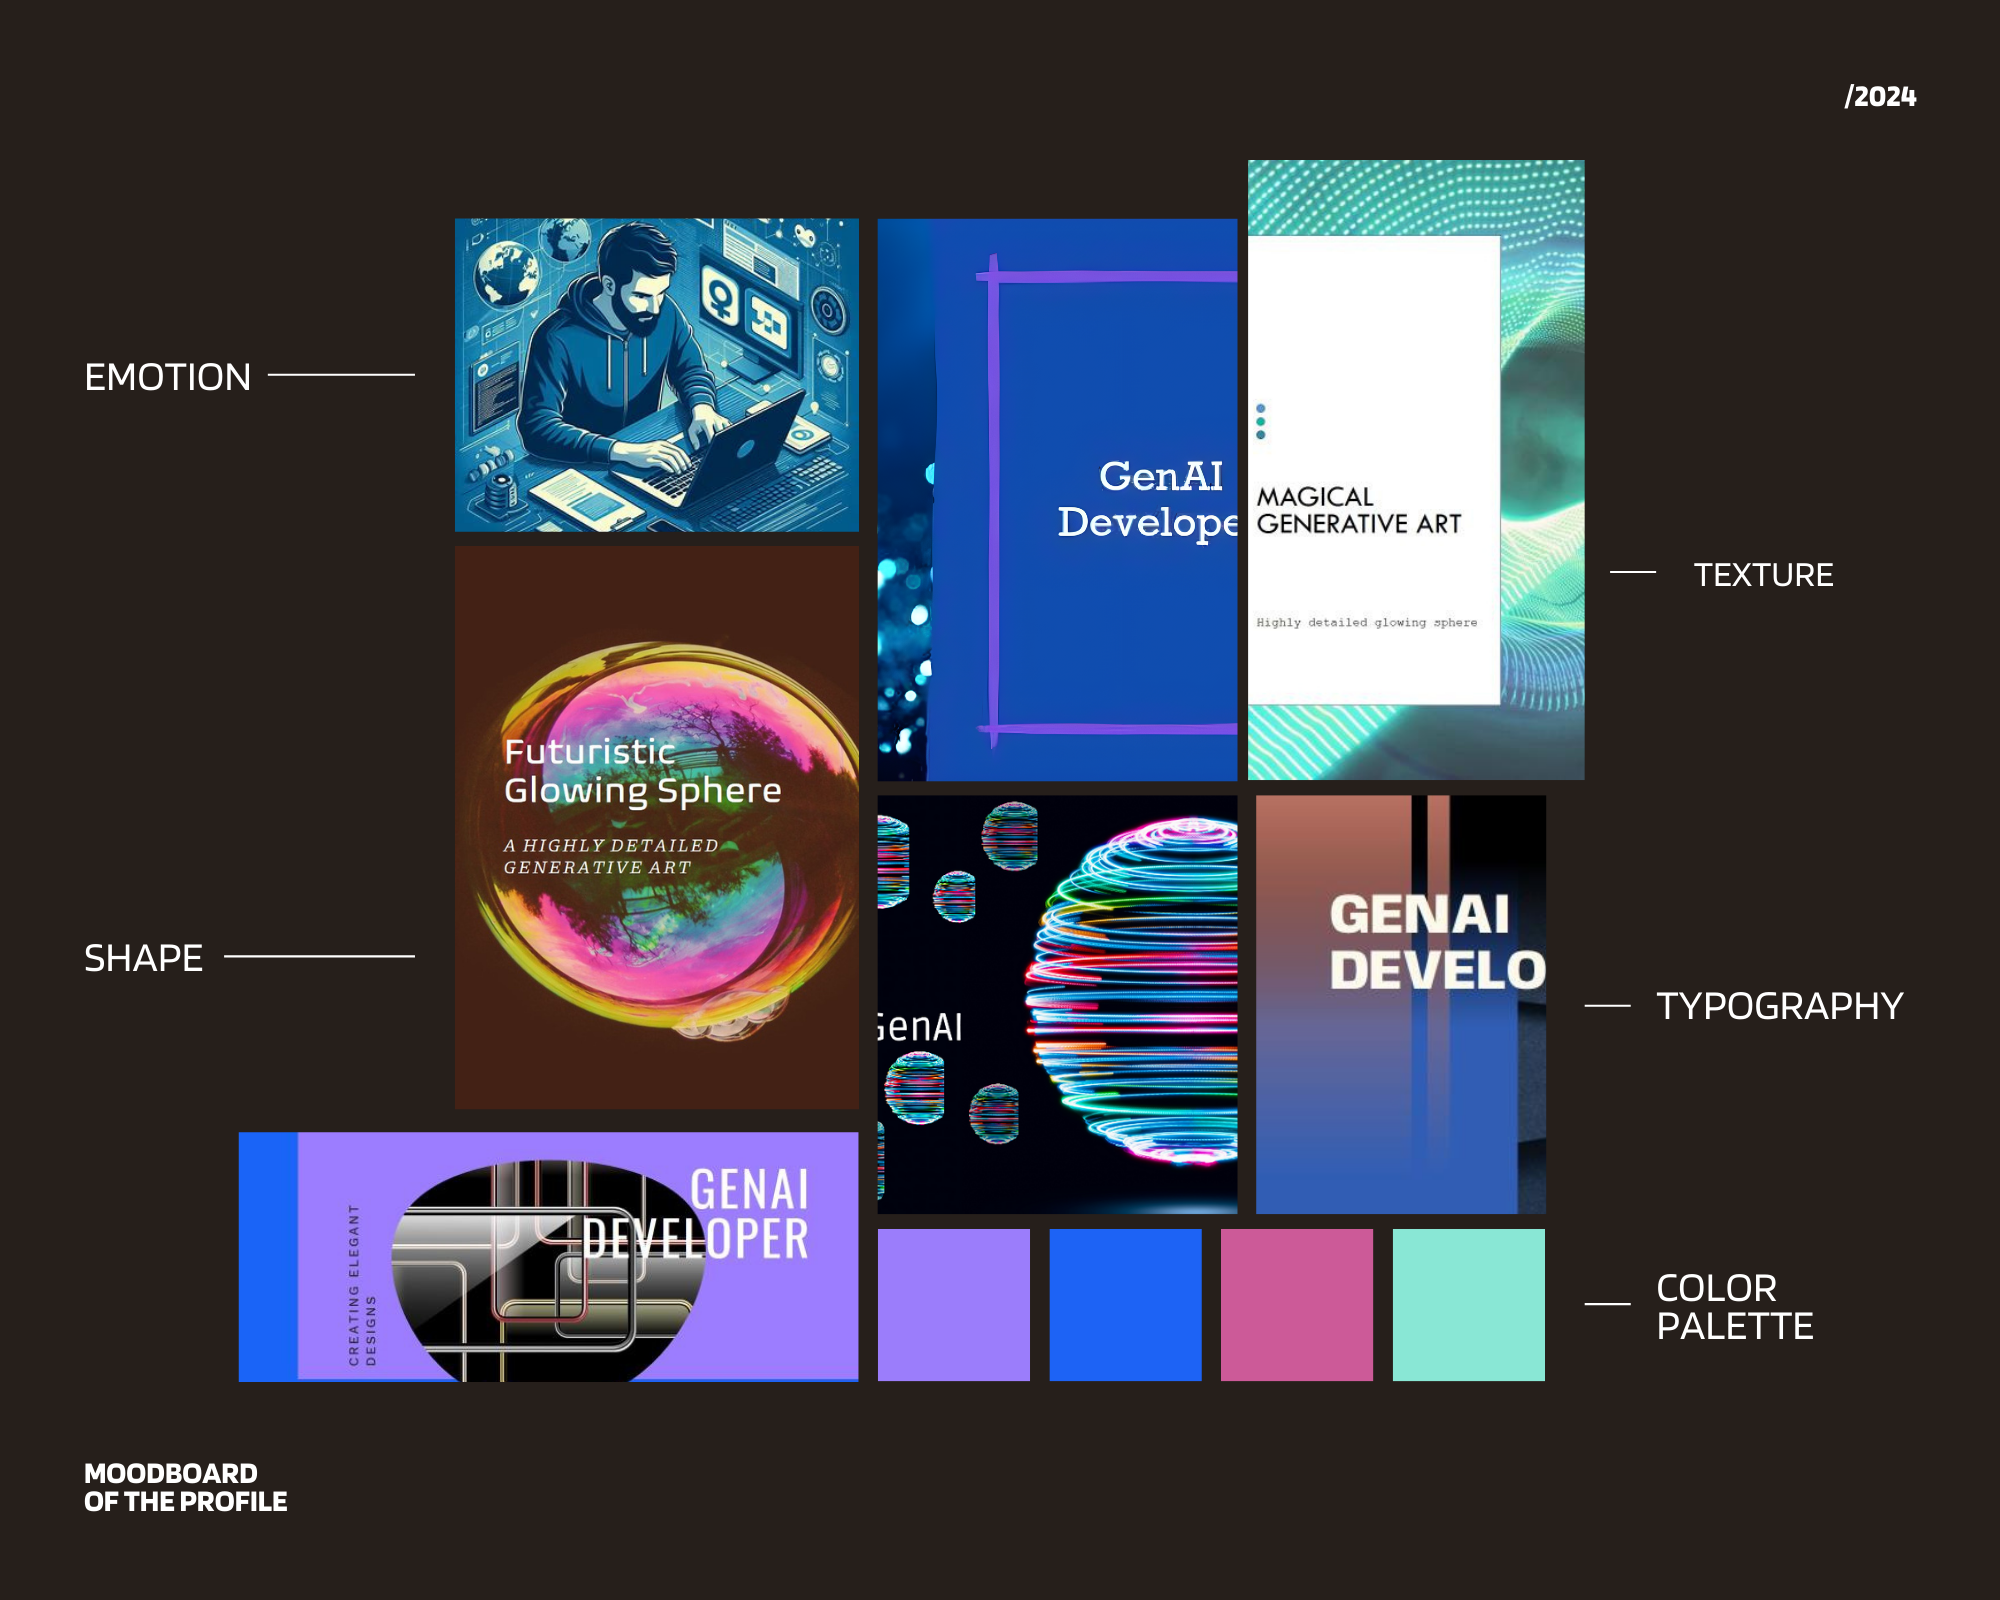 /2024
EMOTION
GenAI
Develope
MAGICAL
GENERATIVE ART
Highly detailed glowing sphere
TEXTURE
Futuristic
Glowing Sphere
A HIGHLY DETAILED
GENERATIVE ART
SHAPE
GenAI
GENAI
DEVELO
TYPOGRAPHY
CREATING ELEGANT
DESIGNS
GENAI
DEVELOPER
COLOR
PALETTE
MOODBOARD
OF THE PROFILE